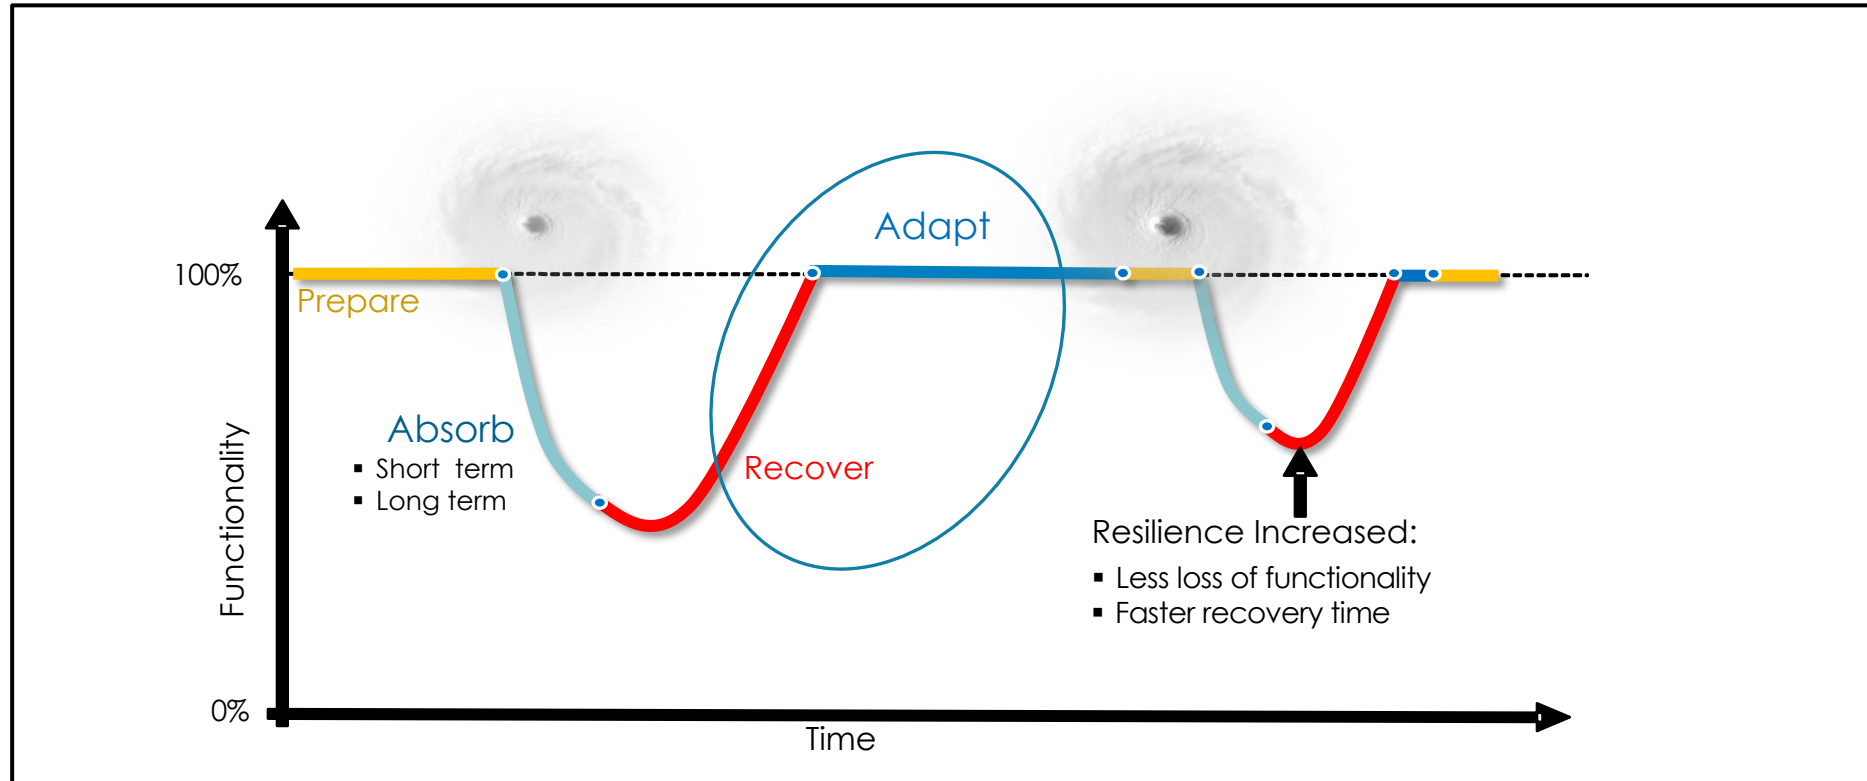 Adapt
100%
Prepare
Absorb
▪ Short term
▪ Long term
Recover
Functionality
Resilience Increased:
▪ Less loss of functionality
▪ Faster recovery time
0%
Time